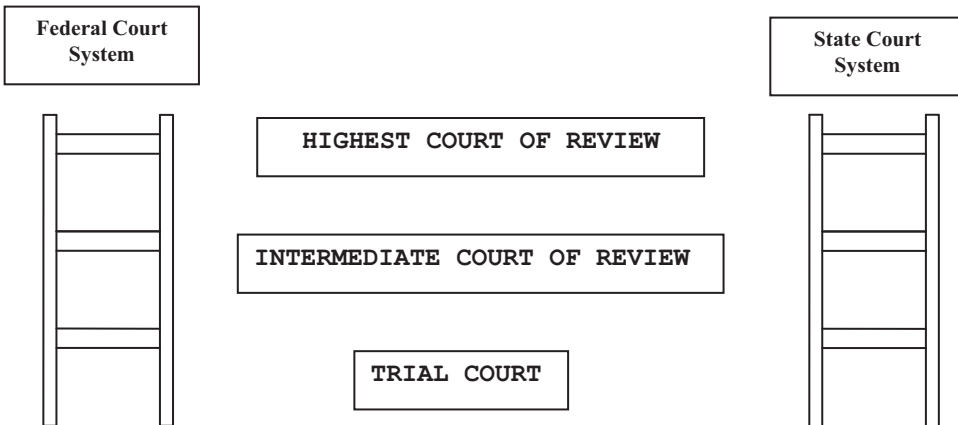 Federal Court
System
State Court
System
HIGHEST COURT OF REVIEW
INTERMEDIATE COURT OF REVIEW
TRIAL COURT